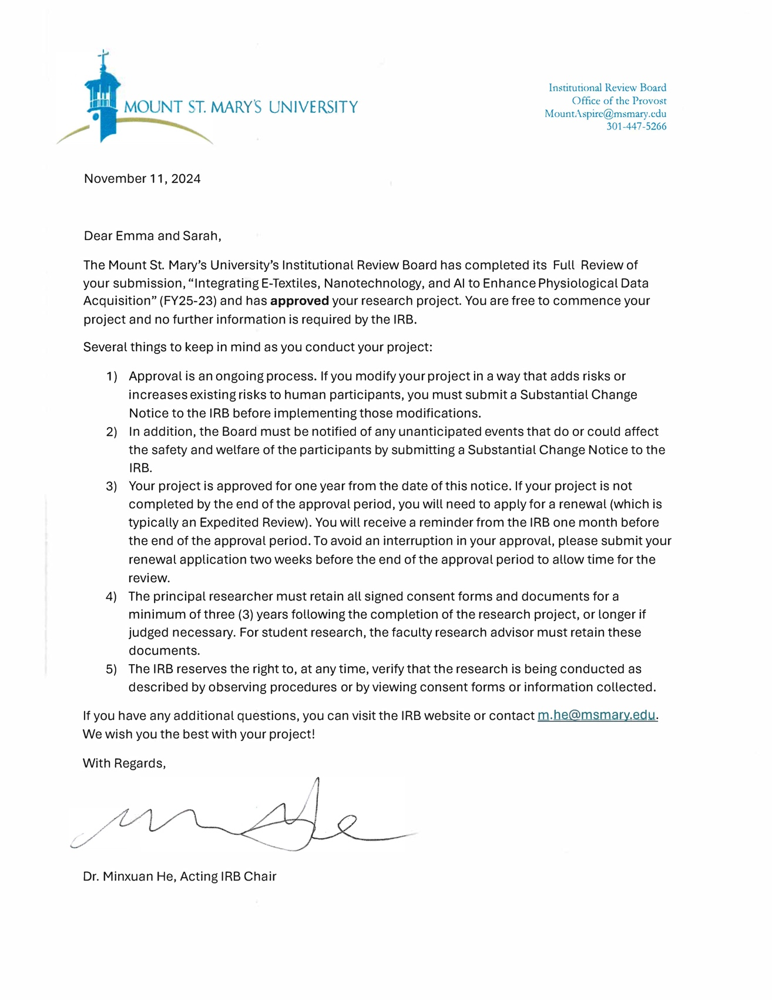 MOUNT ST. MARY'S UNIVERSITY
Institutional Review Board
Office of the Provost
MountAspire@msmary.edu
301-447-5266
November 11, 2024
Dear Emma and Sarah,
The Mount St. Mary’s University’s Institutional Review Board has completed its Full Review of
your submission, “Integrating E-Textiles, Nanotechnology, and AI to Enhance Physiological Data
Acquisition” (FY25-23) and has approved your research project. You are free to commence your
project and no further information is required by the IRB.
Several things to keep in mind as you conduct your project:
1) Approval is an ongoing process. If you modify your project in a way that adds risks or
increases existing risks to human participants, you must submit a Substantial Change
Notice to the IRB before implementing those modifications.
2) In addition, the Board must be notified of any unanticipated events that do or could affect
the safety and welfare of the participants by submitting a Substantial Change Notice to the
IRB.
3) Your project is approved for one year from the date of this notice. If your project is not
completed by the end of the approval period, you will need to apply for a renewal (which is
typically an Expedited Review). You will receive a reminder from the IRB one month before
the end of the approval period. To avoid an interruption in your approval, please submit your
renewal application two weeks before the end of the approval period to allow time for the
review.
4) The principal researcher must retain all signed consent forms and documents for a
minimum of three (3) years following the completion of the research project, or longer if
judged necessary. For student research, the faculty research advisor must retain these
documents.
5) The IRB reserves the right to, at any time, verify that the research is being conducted as
described by observing procedures or by viewing consent forms or information collected.
If you have any additional questions, you can visit the IRB website or contact m.he@msmary.edu.
We wish you the best with your project!
With Regards,
Dr. Minxuan He, Acting IRB Chair